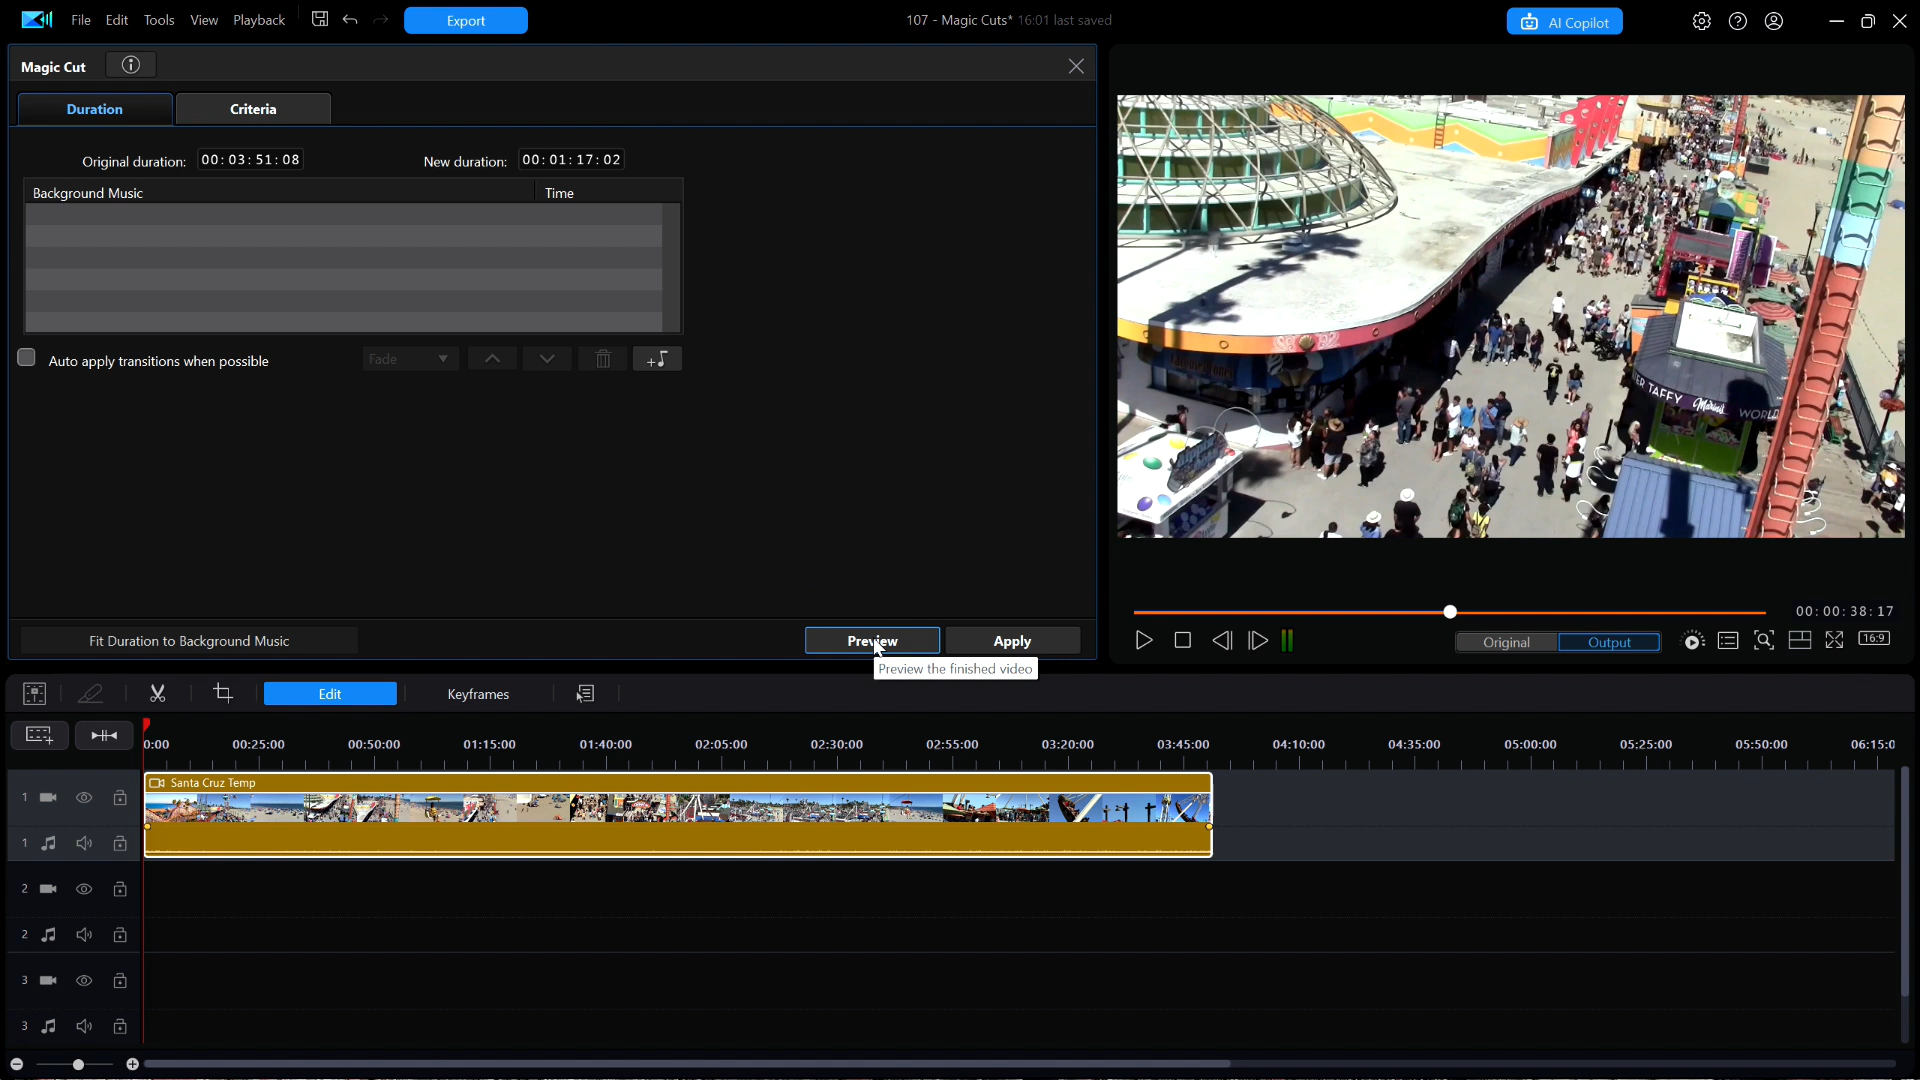 File Edit Tools View Playback Export 107 - Magic Cuts* 16:01 last saved AI Copilot
Magic Cut
Duration Criteria
Original duration: 00:03:51:08 New duration: 00:01:17:02
Background Music Time
Auto apply transitions when possible Fade
Fit Duration to Background Music Preview Apply
Preview the finished video
TAFFY Marini's WORLD
00:00:38:17
Original Output 16:9
Edit Keyframes
0:00 00:25:00 00:50:00 01:15:00 01:40:00 02:05:00 02:30:00 02:55:00 03:20:00 03:45:00 04:10:00 04:35:00 05:00:00 05:25:00 05:50:00 06:15:0
Santa Cruz Temp
1
1
2
2
3
3